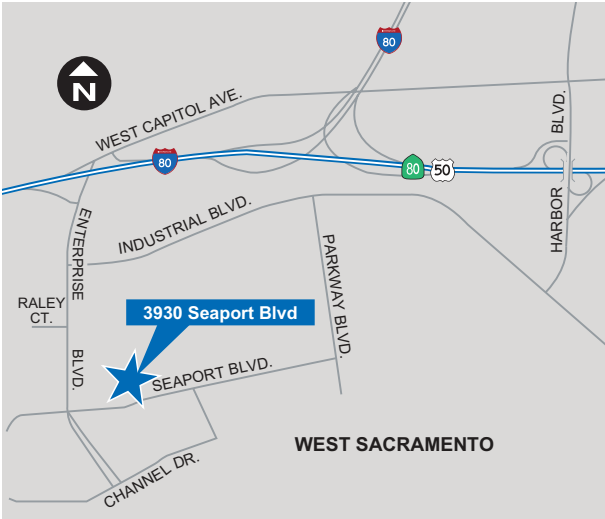 80
N
WEST CAPITOL AVE.
HARBOR BLVD.
80
80
50
ENTERPRISE BLVD.
INDUSTRIAL BLVD.
PARKWAY BLVD.
RALEY
CT.
3930 Seaport Blvd
SEAPORT BLVD.
WEST SACRAMENTO
CHANNEL DR.